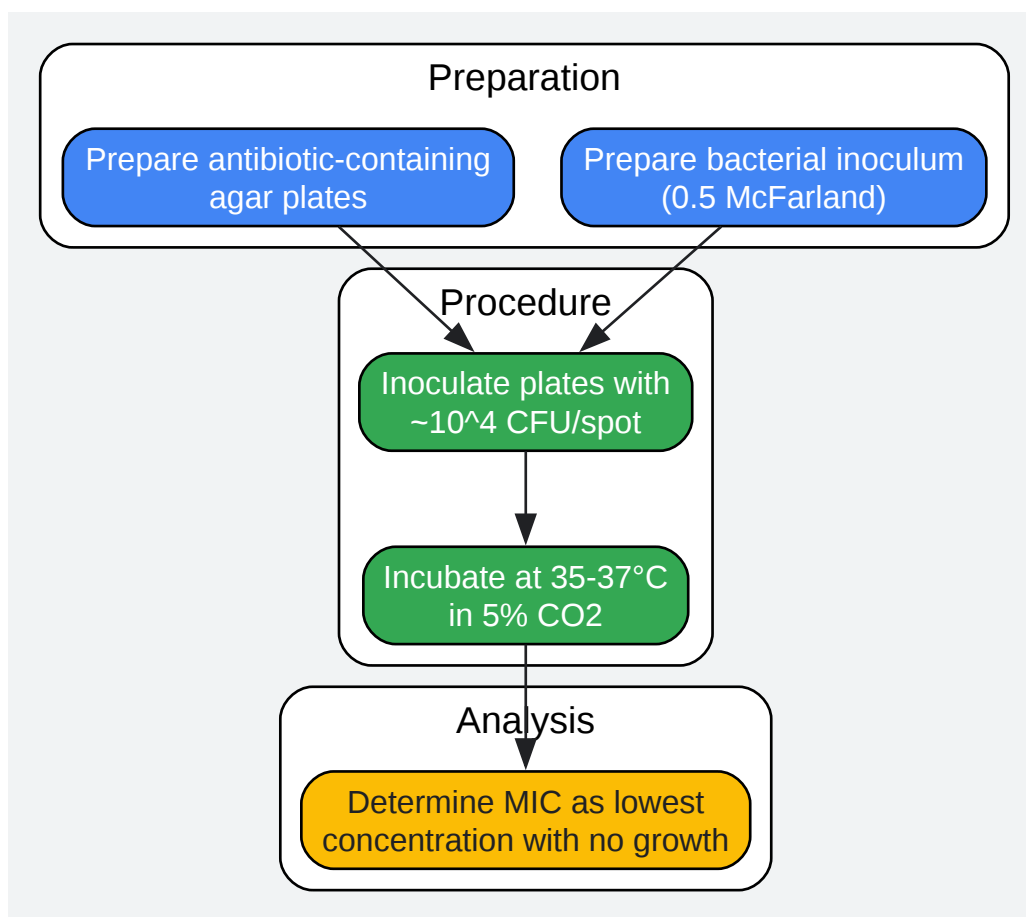 Preparation
Prepare antibiotic-containing
agar plates
Prepare bacterial inoculum
(0.5 McFarland)
Procedure
Inoculate plates with
~10^4 CFU/spot
Incubate at 35-37°C
in 5% CO2
Analysis
Determine MIC as lowest
concentration with no growth